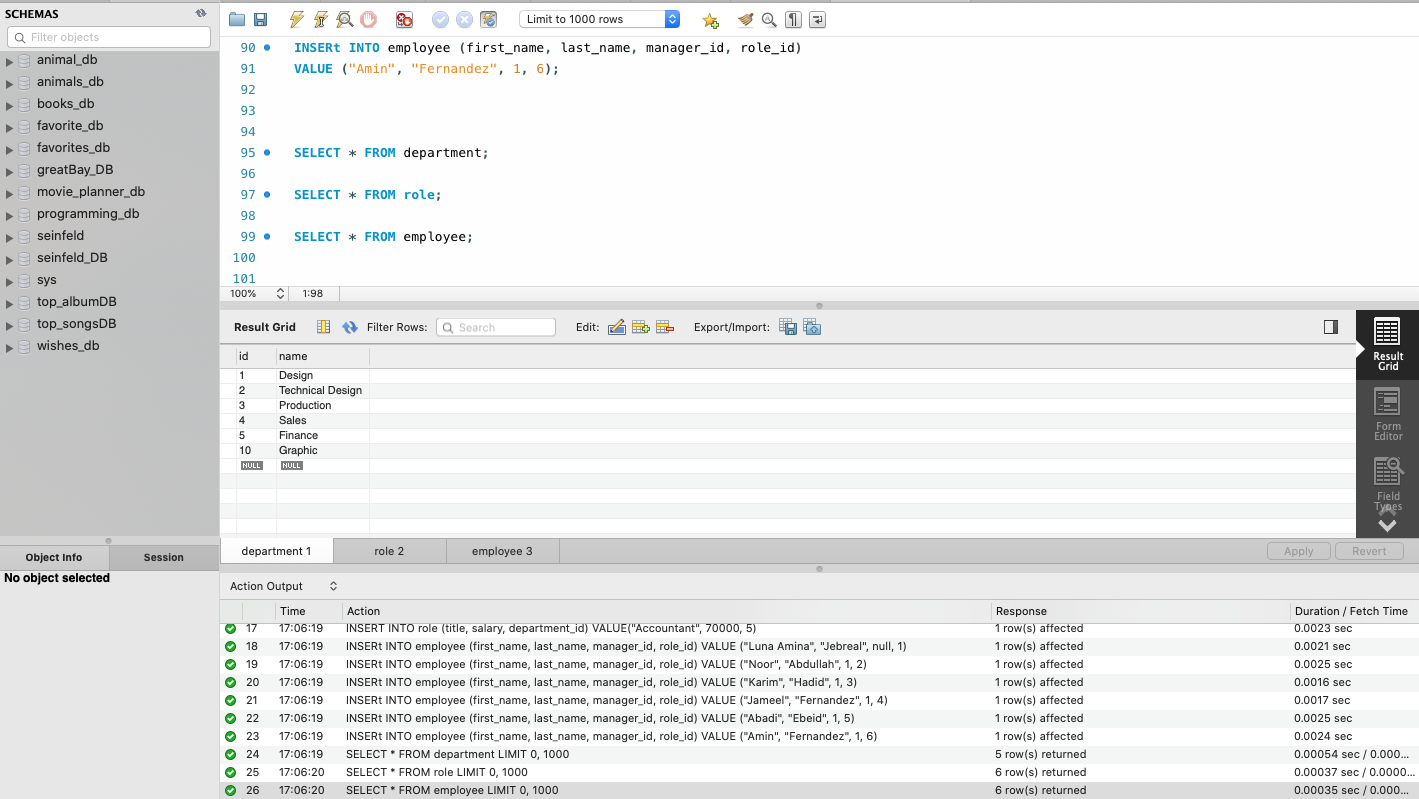 SCHEMAS
Filter objects
animal_db
animals_db
books_db
favorite_db
favorites_db
greatBay_DB
movie_planner_db
programming_db
seinfeld
seinfeld_DB
sys
top_albumDB
top_songsDB
wishes_db
Object Info Session
No object selected
Limit to 1000 rows
90 INSERt INTO employee (first_name, last_name, manager_id, role_id)
91 VALUE ("Amin", "Fernandez", 1, 6);
92
93
94
95 SELECT * FROM department;
96
97 SELECT * FROM role;
98
99 SELECT * FROM employee;
100
101
100% 1:98
Result Grid Filter Rows: Search Edit: Export/Import:
id name
1 Design
2 Technical Design
3 Production
4 Sales
5 Finance
10 Graphic
NULL NULL
Result
Grid
Form
Editor
Field
Types
department 1 role 2 employee 3 Apply Revert
Action Output
Time Action Response Duration / Fetch Time
17 17:06:19 INSERT INTO role (title, salary, department_id) VALUE("Accountant", 70000, 5) 1 row(s) affected 0.0023 sec
18 17:06:19 INSERt INTO employee (first_name, last_name, manager_id, role_id) VALUE ("Luna Amina", "Jebreal", null, 1) 1 row(s) affected 0.0021 sec
19 17:06:19 INSERt INTO employee (first_name, last_name, manager_id, role_id) VALUE ("Noor", "Abdullah", 1, 2) 1 row(s) affected 0.0025 sec
20 17:06:19 INSERt INTO employee (first_name, last_name, manager_id, role_id) VALUE ("Karim", "Hadid", 1, 3) 1 row(s) affected 0.0016 sec
21 17:06:19 INSERt INTO employee (first_name, last_name, manager_id, role_id) VALUE ("Jameel", "Fernandez", 1, 4) 1 row(s) affected 0.0017 sec
22 17:06:19 INSERt INTO employee (first_name, last_name, manager_id, role_id) VALUE ("Abadi", "Ebeid", 1, 5) 1 row(s) affected 0.0025 sec
23 17:06:19 INSERt INTO employee (first_name, last_name, manager_id, role_id) VALUE ("Amin", "Fernandez", 1, 6) 1 row(s) affected 0.0024 sec
24 17:06:19 SELECT * FROM department LIMIT 0, 1000 5 row(s) returned 0.00054 sec / 0.000...
25 17:06:20 SELECT * FROM role LIMIT 0, 1000 6 row(s) returned 0.00037 sec / 0.0000...
26 17:06:20 SELECT * FROM employee LIMIT 0, 1000 6 row(s) returned 0.00035 sec / 0.000...